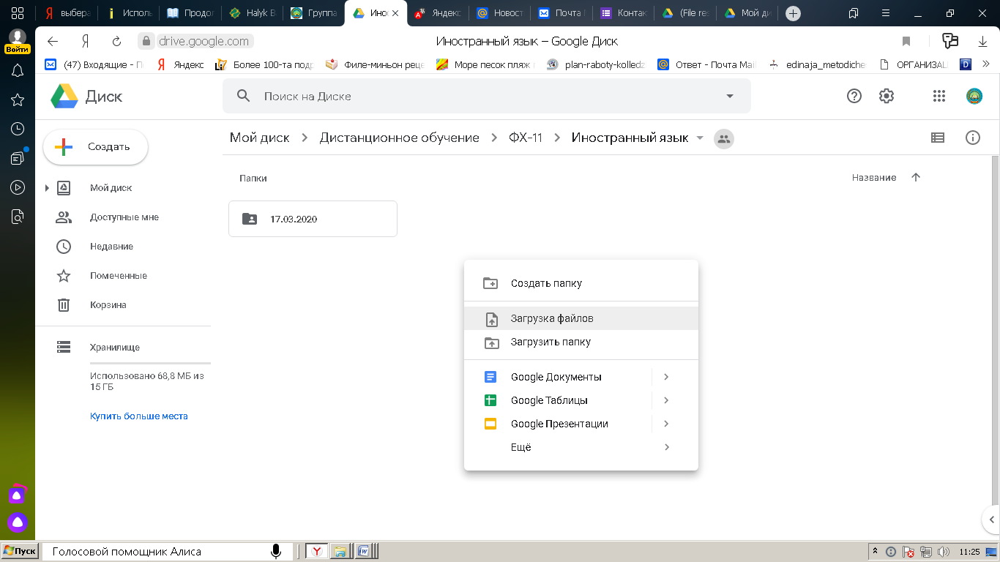 выбера
Исполь
Продол
Halyk B
Группа
Инос
Яндекс
Новост
Почта
Контак
(File res
Мой ди
Войти
drive.google.com
Иностранный язык – Google Диск
(47) Входящие - П
Яндекс
Более 100-та подр
Филе-миньон реце
Море песок пляж
plan-raboty-kolledz
Ответ - Почта Mail
edinaja_metodiche
ОРГАНИЗАЦ
Диск
Поиск на Диске
Создать
Мой диск > Дистанционное обучение > ФХ-11 > Иностранный язык
Папки
Название
17.03.2020
Мой диск
Доступные мне
Недавние
Помеченные
Корзина
Хранилище
Использовано 68,8 МБ из
15 ГБ
Купить больше места
Создать папку
Загрузка файлов
Загрузить папку
Google Документы
Google Таблицы
Google Презентации
Ещё
Пуск
Голосовой помощник Алиса
11:25